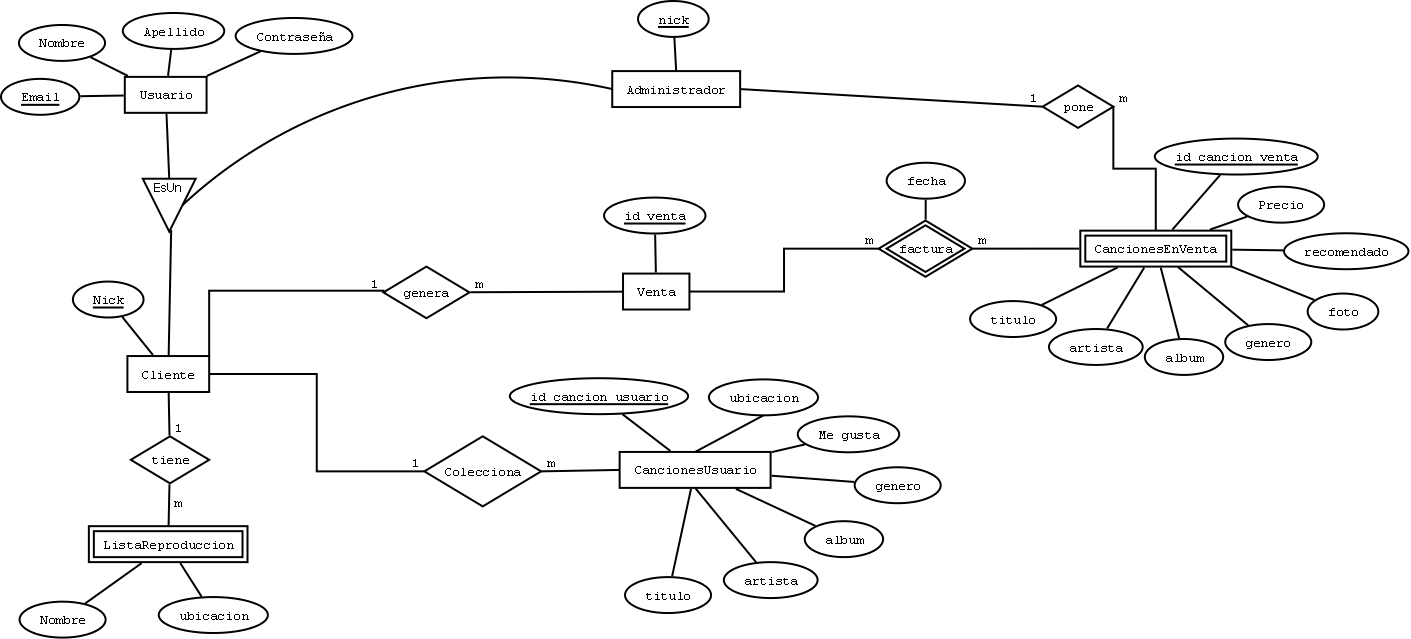 nick
Apellido
Nombre
Contraseña
Email
Usuario
Administrador
1
pone
m
EsUn
id cancion venta
fecha
Precio
id venta
m
factura
m
CancionesEnVenta
recomendado
Nick
1
genera
m
Venta
titulo
artista
album
genero
foto
Cliente
id cancion usuario
ubicacion
1
Me gusta
tiene
1
Colecciona
m
CancionesUsuario
genero
m
ListaReproduccion
album
titulo
artista
Nombre
ubicacion